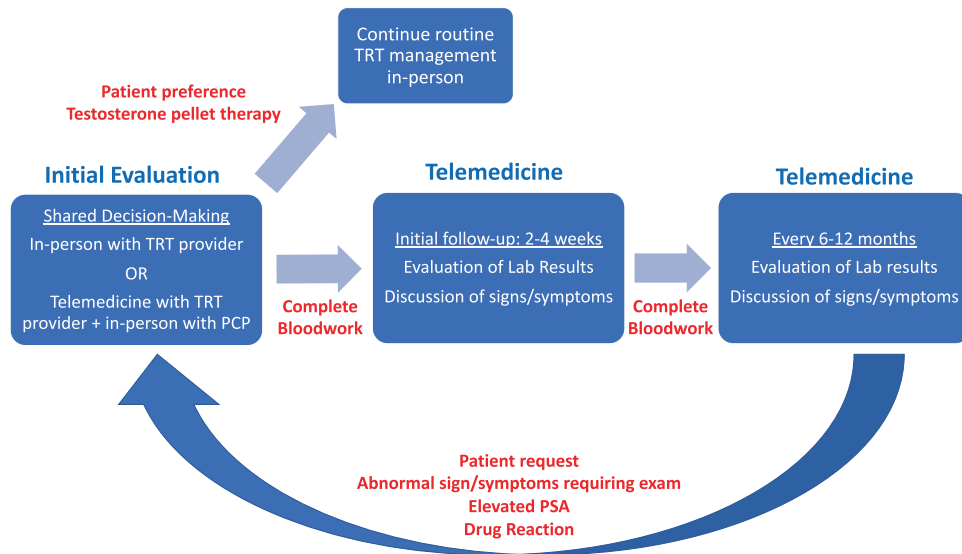 Continue routine
TRT management
in-person
Patient preference
Testosterone pellet therapy
Initial Evaluation
Shared Decision-Making
In-person with TRT provider
OR
Telemedicine with TRT
provider + in-person with PCP
Complete
Bloodwork
Telemedicine
Initial follow-up: 2-4 weeks
Evaluation of Lab Results
Discussion of signs/symptoms
Complete
Bloodwork
Telemedicine
Every 6-12 months
Evaluation of Lab results
Discussion of signs/symptoms
Patient request
Abnormal sign/symptoms requiring exam
Elevated PSA
Drug Reaction